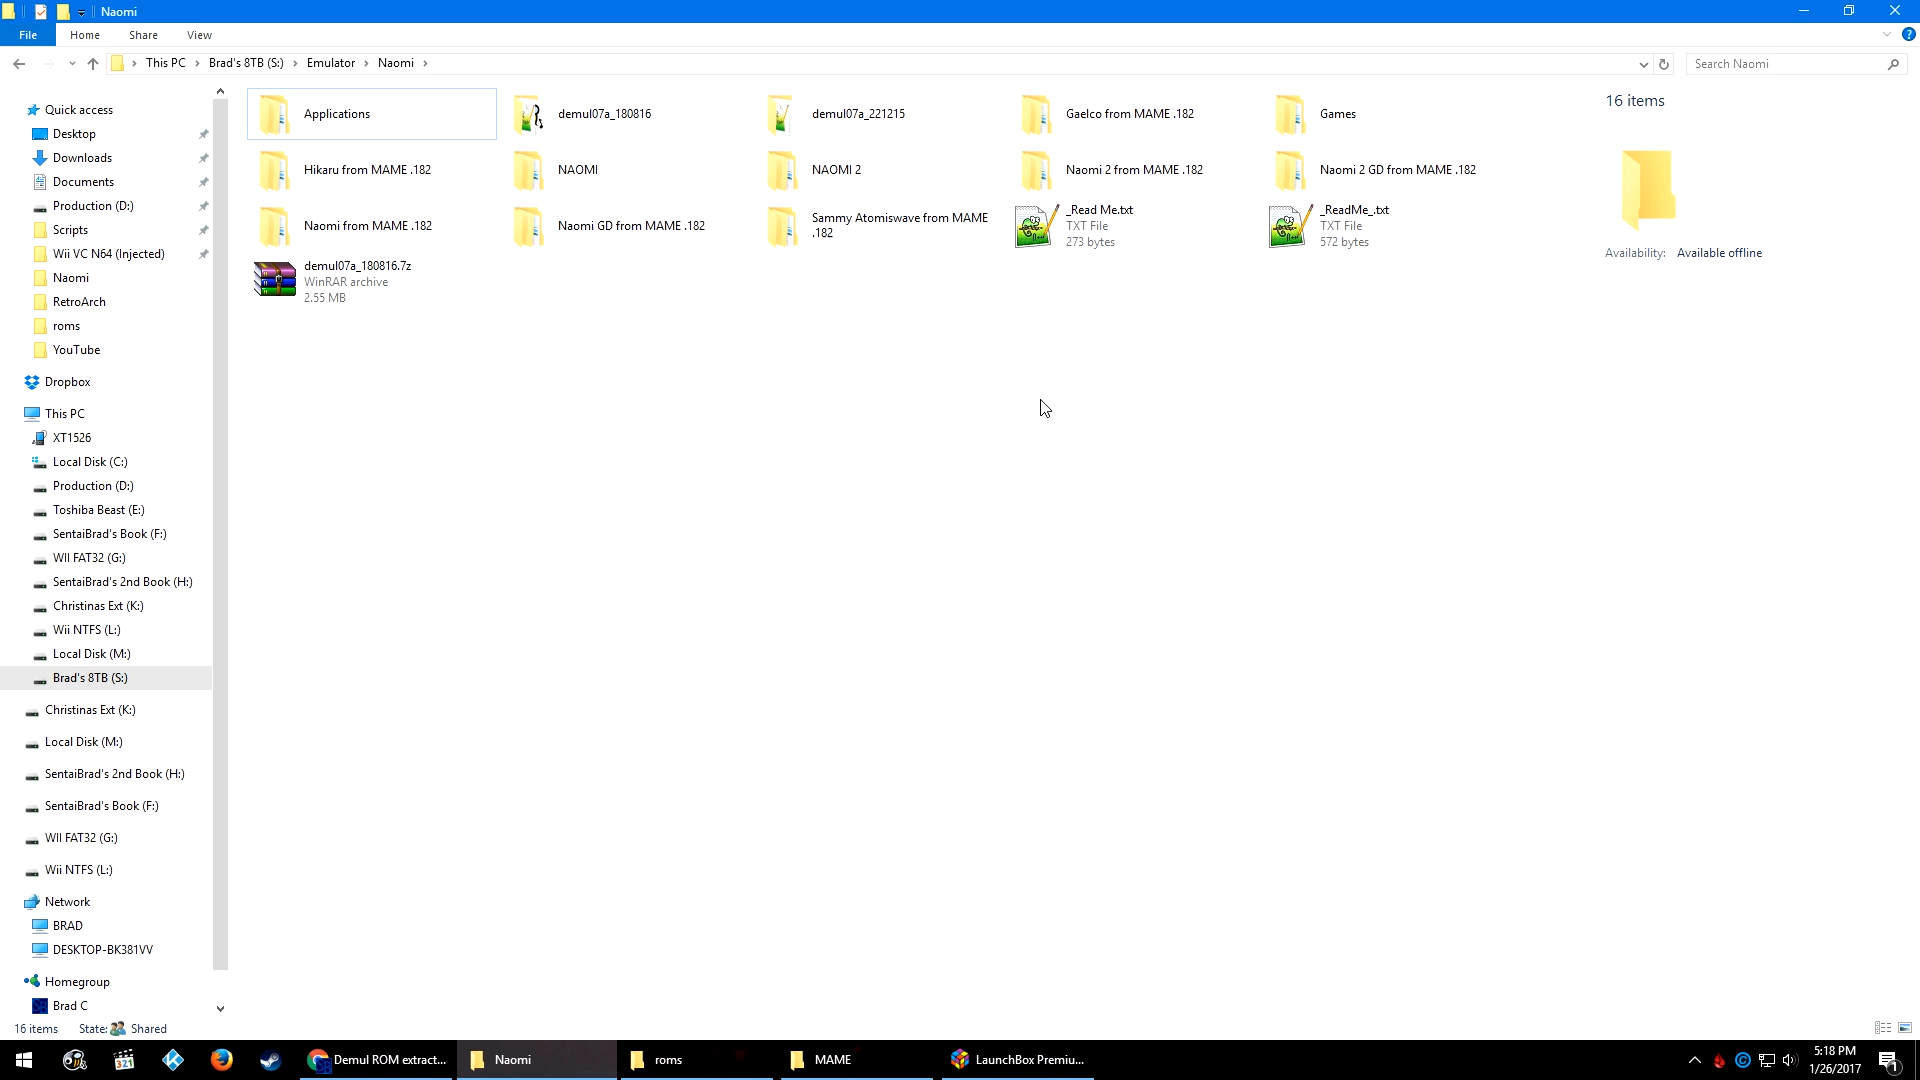 Naomi
File
Home
Share
View
This PC
Brad's 8TB (S:)
Emulator
Naomi
Search Naomi
Quick access
Desktop
Downloads
Documents
Production (D:)
Scripts
Wii VC N64 (Injected)
Naomi
RetroArch
roms
YouTube
Dropbox
This PC
XT1526
Local Disk (C:)
Production (D:)
Toshiba Beast (E:)
SentaiBrad's Book (F:)
WII FAT32 (G:)
SentaiBrad's 2nd Book (H:)
Christinas Ext (K:)
Wii NTFS (L:)
Local Disk (M:)
Brad's 8TB (S:)
Christinas Ext (K:)
Local Disk (M:)
SentaiBrad's 2nd Book (H:)
SentaiBrad's Book (F:)
WII FAT32 (G:)
Wii NTFS (L:)
Network
BRAD
DESKTOP-BK381VV
Homegroup
Brad C
Applications
demul07a_180816
demul07a_221215
Gaelco from MAME .182
Games
Hikaru from MAME .182
NAOMI
NAOMI 2
Naomi 2 from MAME .182
Naomi 2 GD from MAME .182
Naomi from MAME .182
Naomi GD from MAME .182
Sammy Atomiswave from MAME
.182
_Read Me.txt
TXT File
273 bytes
_ReadMe_.txt
TXT File
572 bytes
demul07a_180816.7z
WinRAR archive
2.55 MB
16 items
Availability: Available offline
16 items
State: Shared
321
Demul ROM extract...
Naomi
roms
MAME
LaunchBox Premiu...
5:18 PM
1/26/2017
1